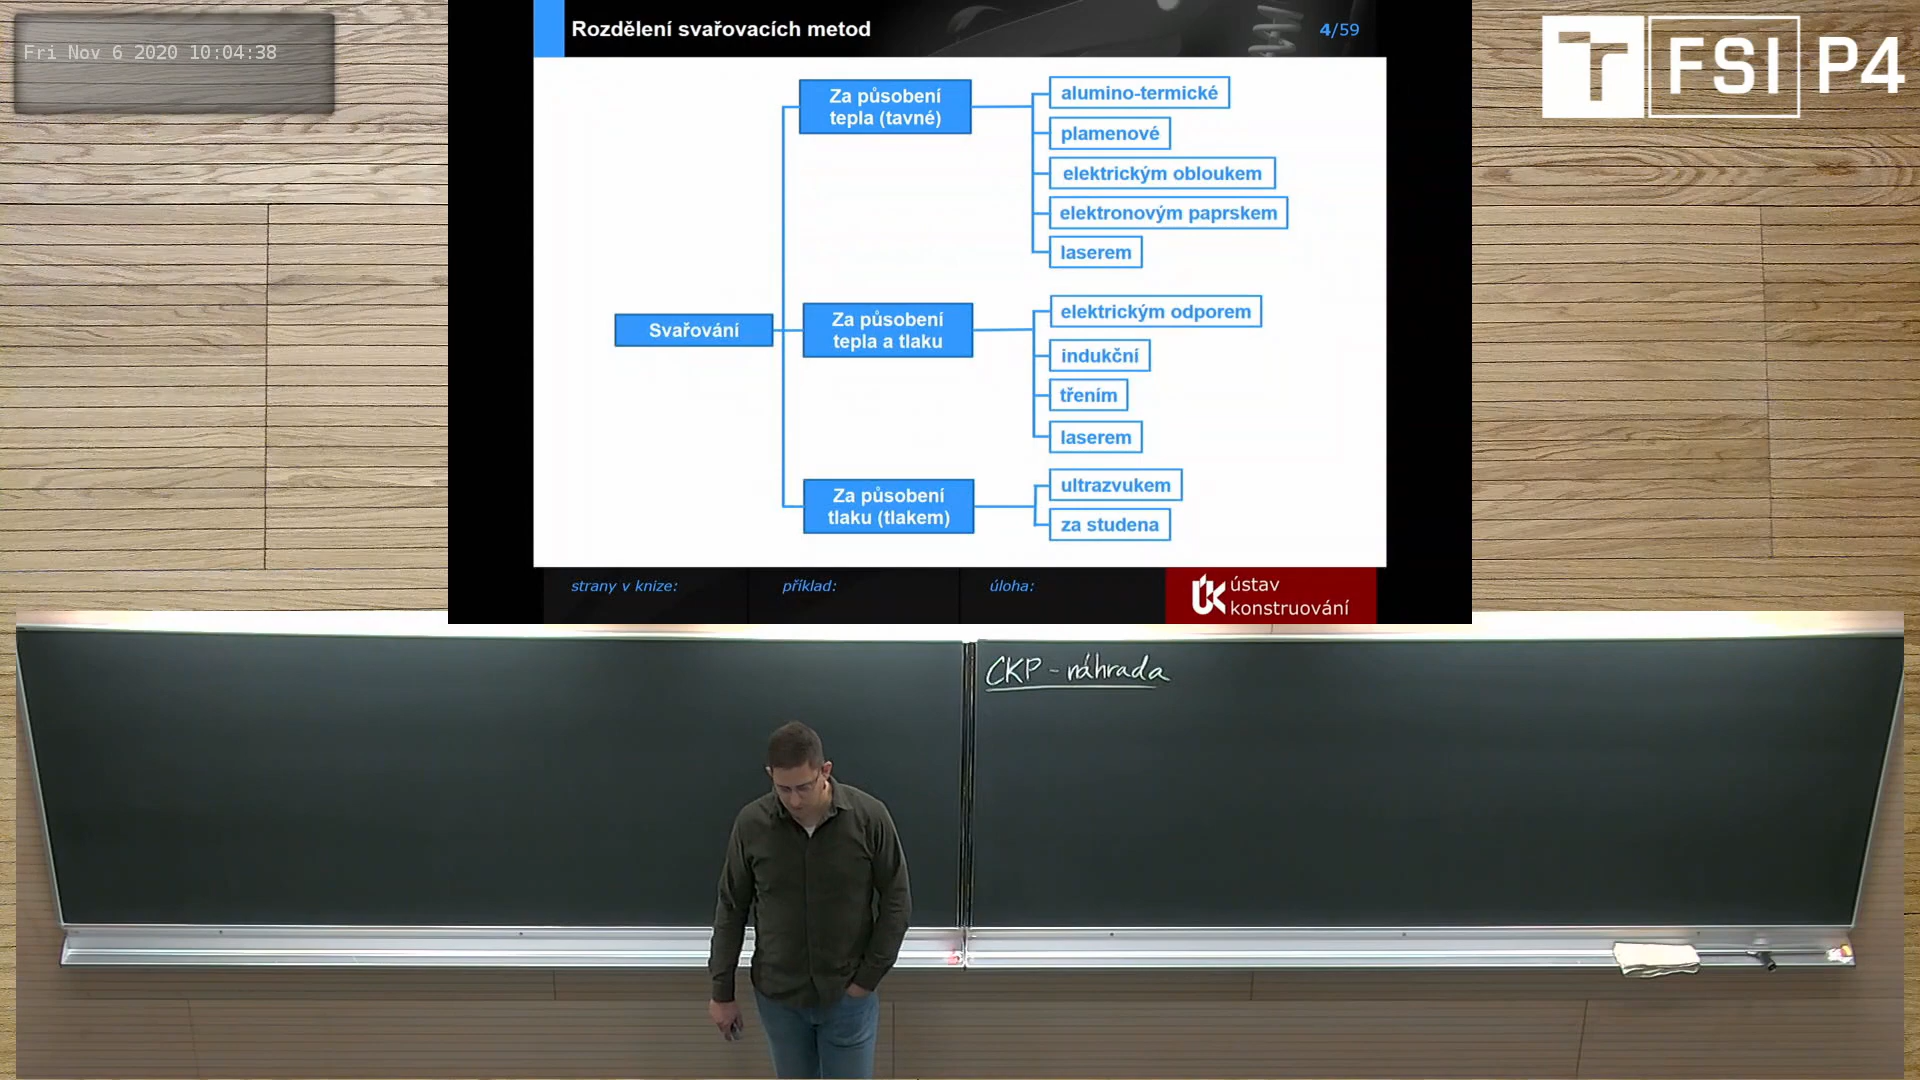 Fri Nov 6 2020 10:04:38
Rozdělení svařovacích metod
4/59
T FSI P4
Svařování
Za působení
tepla (tavné)
alumino-termické
plamenové
elektrickým obloukem
elektronovým paprskem
laserem
Za působení
tepla a tlaku
elektrickým odporem
indukční
třením
laserem
Za působení
tlaku (tlakem)
ultrazvukem
za studena
strany v knize:
příklad:
úloha:
ÚK ústav
konstruování
CKP - náhrada